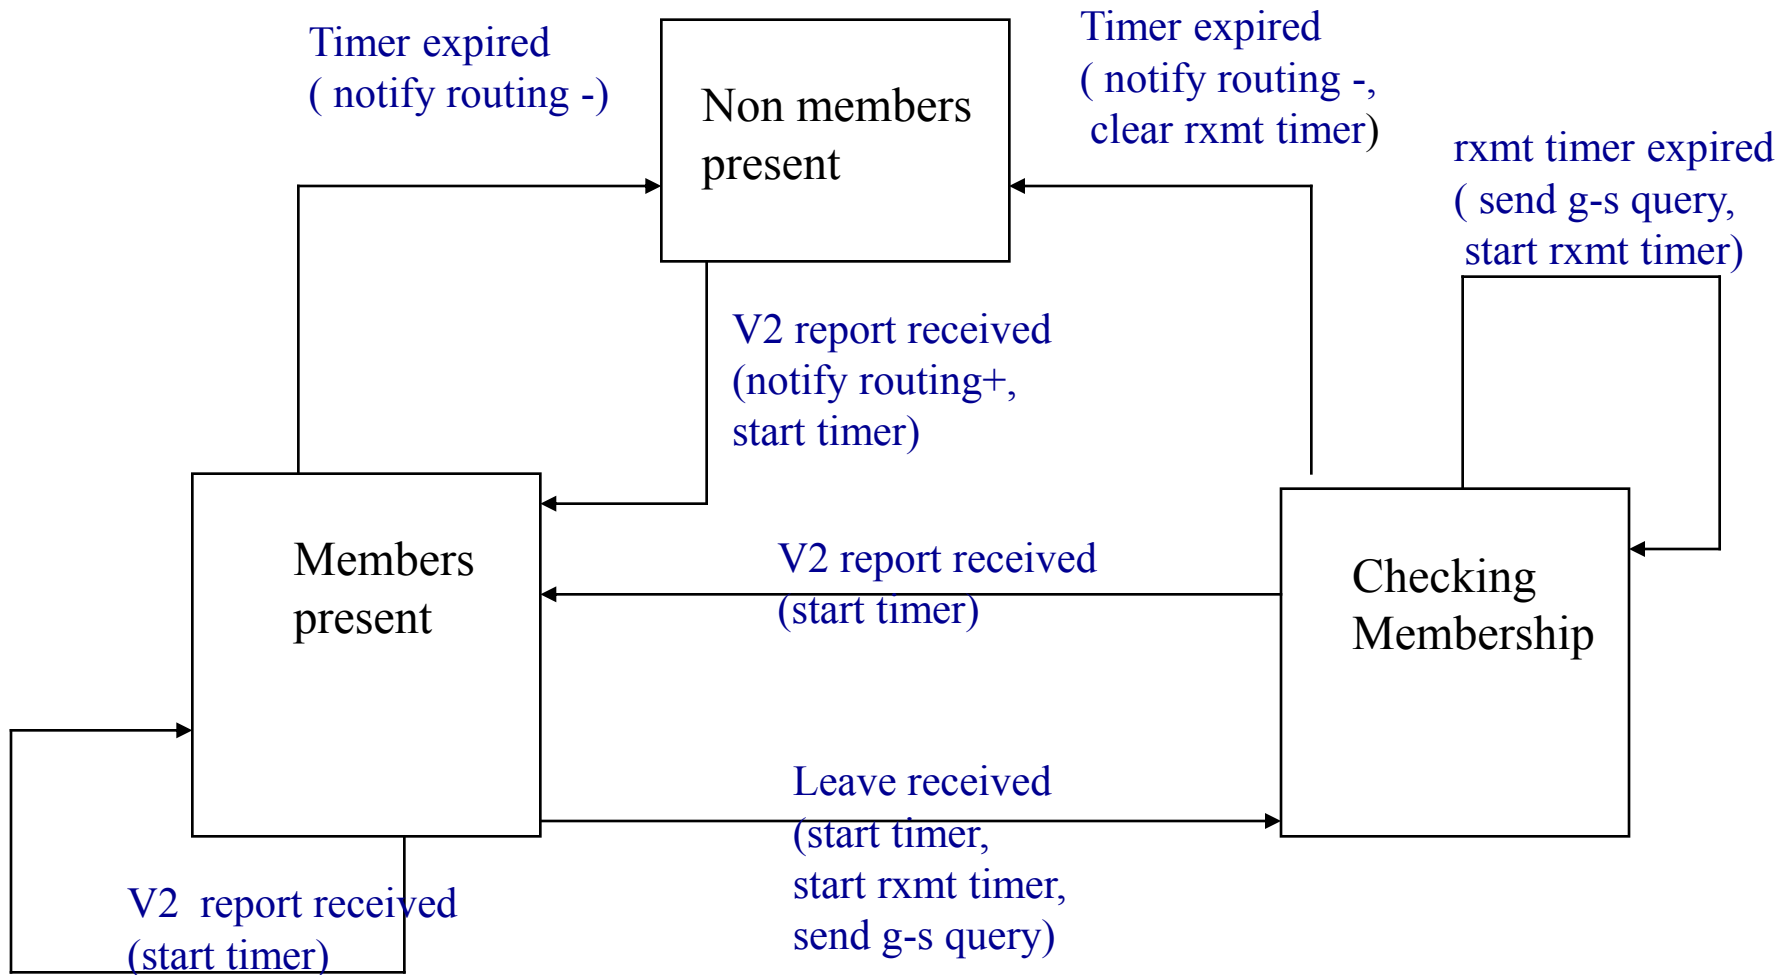 Timer expired
( notify routing -)
Non members
present
Timer expired
( notify routing -,
clear rxmt timer)
rxmt timer expired
( send g-s query,
start rxmt timer)
V2 report received
(notify routing+,
start timer)
Members
present
V2 report received
(start timer)
Checking
Membership
Leave received
(start timer,
start rxmt timer,
send g-s query)
V2 report received
(start timer)